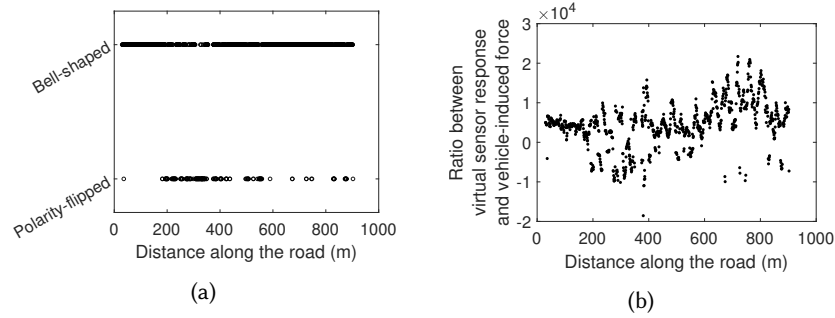 Bell-shaped
Polarity-flipped
0 200 400 600 800 1000
Distance along the road (m)
(a)
×10⁴
3
2
1
0
-1
-2
Ratio between
virtual sensor response
and vehicle-induced force
0 200 400 600 800 1000
Distance along the road (m)
(b)